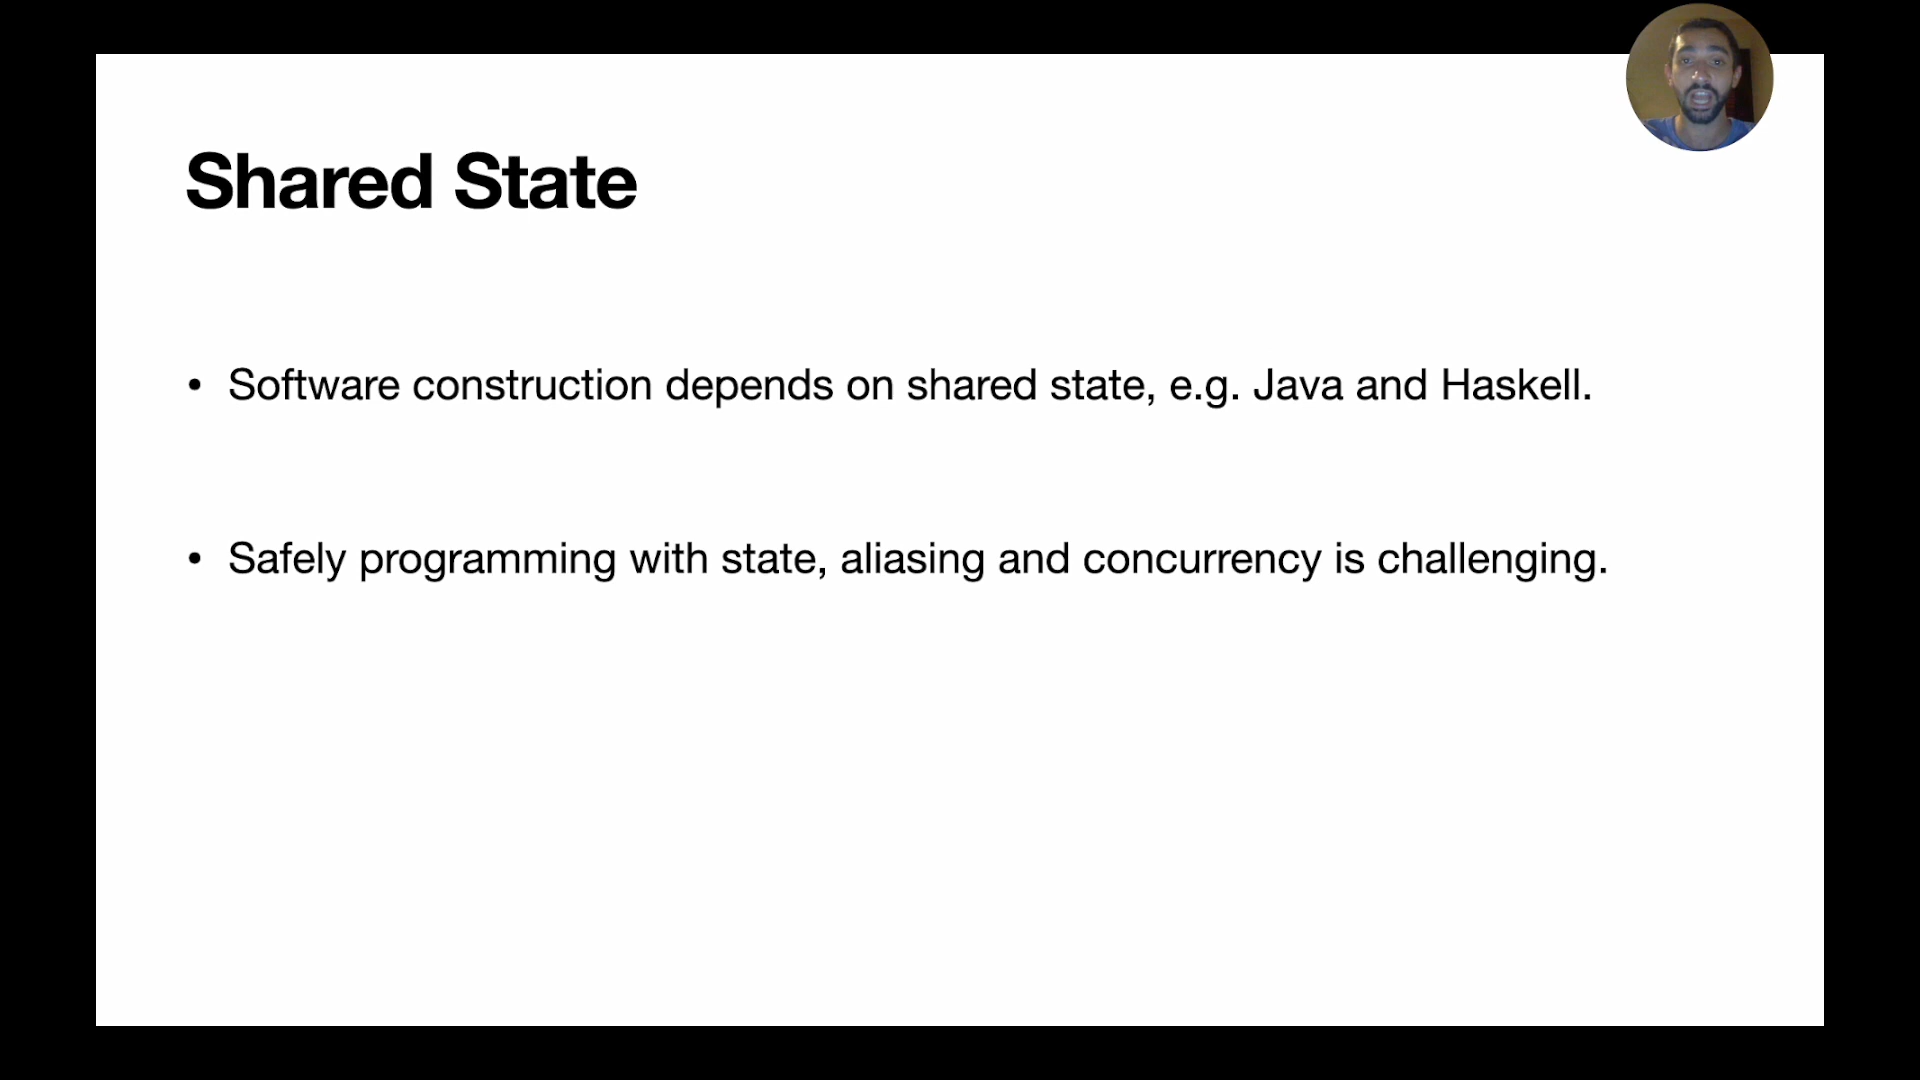 Shared State
• Software construction depends on shared state, e.g. Java and Haskell.
• Safely programming with state, aliasing and concurrency is challenging.